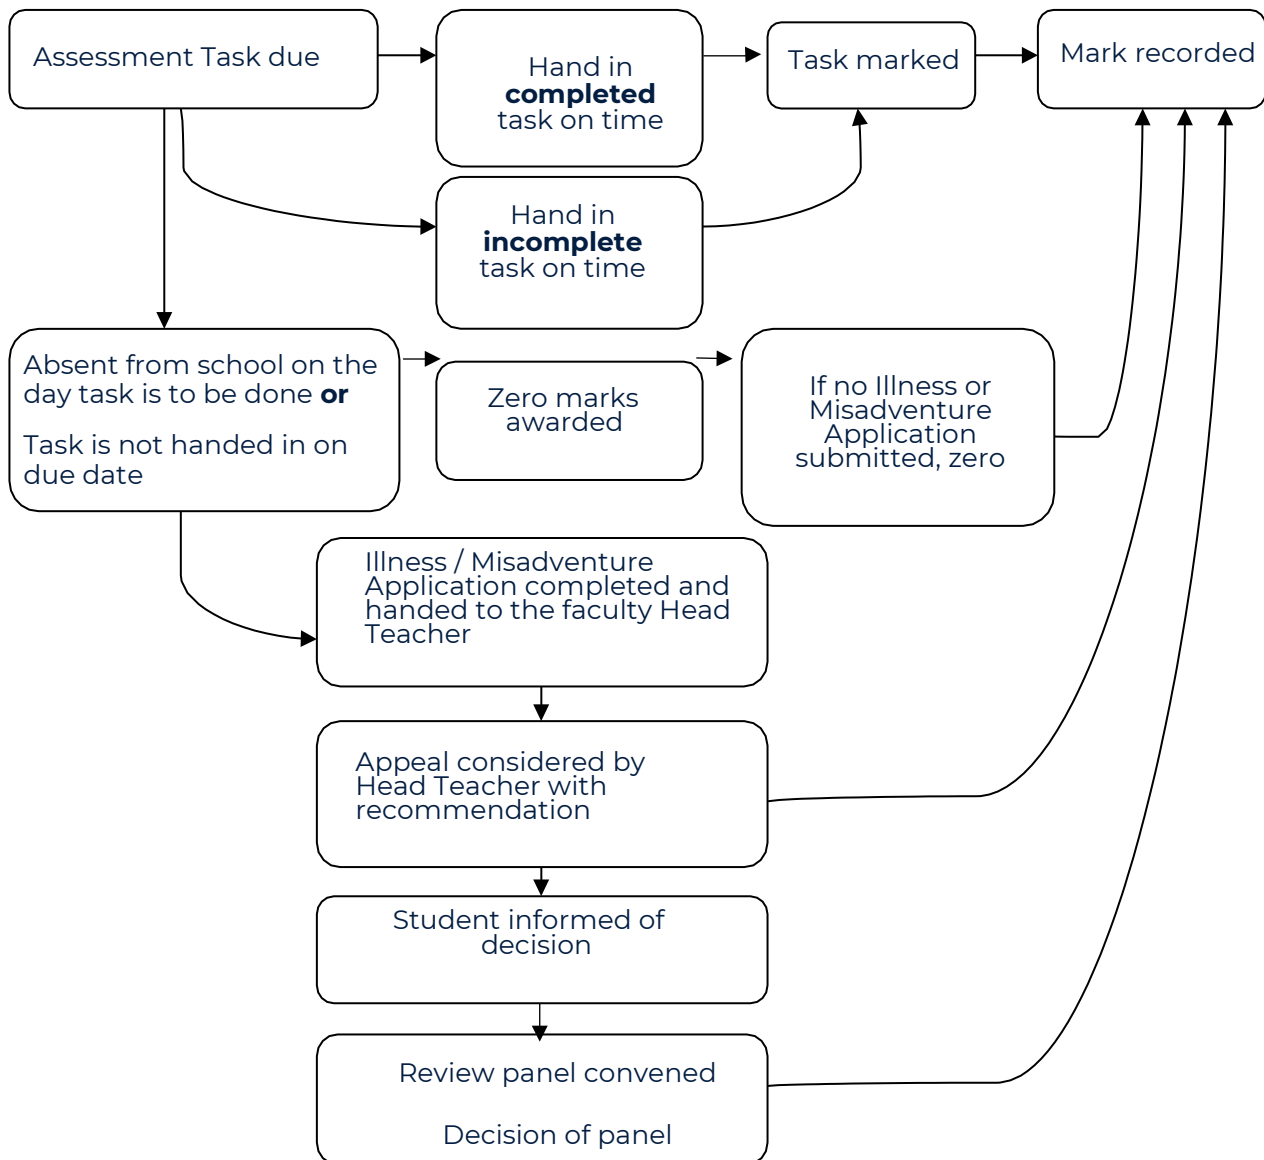 Assessment Task due
Hand in
completed
task on time
Task marked
Mark recorded
Hand in
incomplete
task on time
Absent from school on the
day task is to be done or
Task is not handed in on
due date
Zero marks
awarded
If no Illness or
Misadventure
Application
submitted, zero
Illness / Misadventure
Application completed and
handed to the faculty Head
Teacher
Appeal considered by
Head Teacher with
recommendation
Student informed of
decision
Review panel convened
Decision of panel